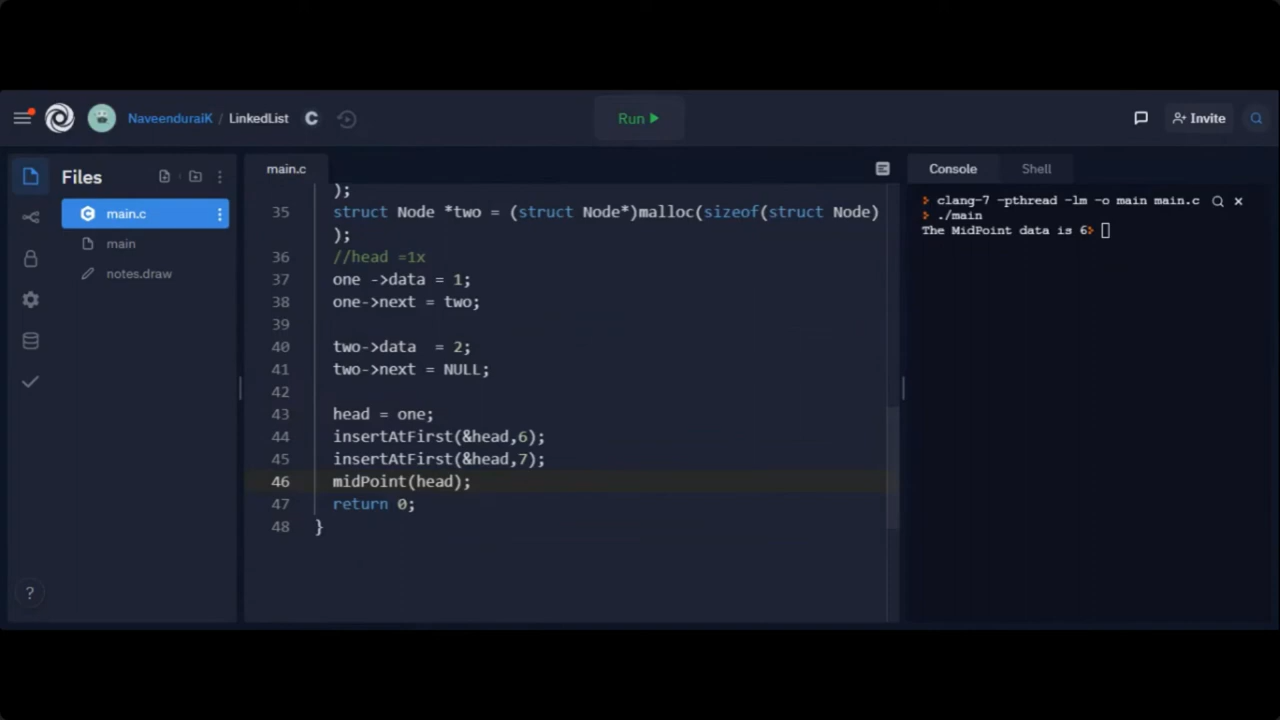 NaveenduraiK / LinkedList
Run
Invite
Files
main.c
main
notes.draw
main.c
);
35 struct Node *two = (struct Node*)malloc(sizeof(struct Node)
);
36 //head =1x
37 one ->data = 1;
38 one->next = two;
39
40 two->data  = 2;
41 two->next = NULL;
42
43 head = one;
44 insertAtFirst(&head,6);
45 insertAtFirst(&head,7);
46 midPoint(head);
47 return 0;
48 }
?
Console Shell
clang-7 -pthread -lm -o main main.c
./main
The MidPoint data is 6